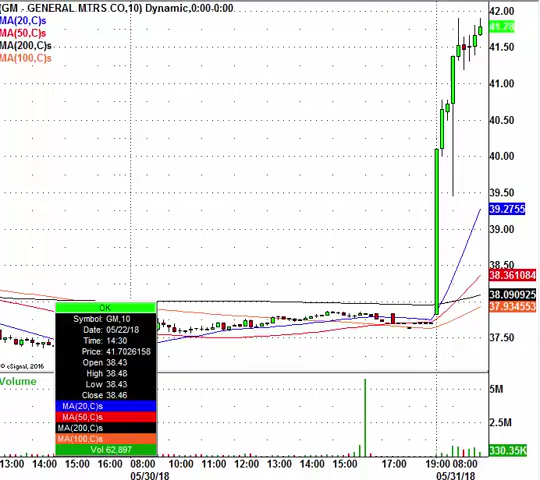 (GM - GENERAL MTRS CO,10) Dynamic,0:00-0:00
MA(20,C)s
MA(50,C)s
MA(200,C)s
MA(100,C)s
42.00
41.78
41.50
41.00
40.50
40.00
39.50
39.2755
39.00
38.50
38.361084
38.090925
37.934553
37.50
OK
Symbol: GM,10
Date: 05/22/18
Time: 14:30
Price: 41.7026158
Open 38.43
High 38.48
Low 38.43
Close 38.46
MA(20,C)s
MA(50,C)s
MA(200,C)s
MA(100,C)s
Vol 62,897
© eSignal, 2016
Volume
5M
2.5M
330.35K
13:00 14:00 15:00 16:00 08:00 10:00 11:00 12:00 13:00 14:00 15:00 17:00 19:00 08:00
05/30/18 05/31/18